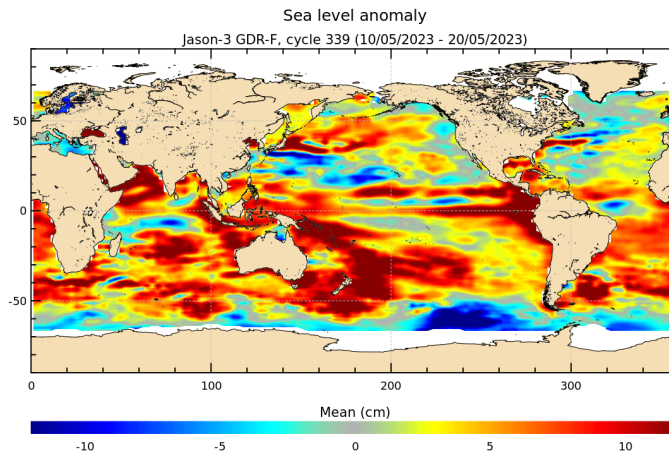 Sea level anomaly
Jason-3 GDR-F, cycle 339 (10/05/2023 - 20/05/2023)
50
0
-50
0 100 200 300
Mean (cm)
-10 -5 0 5 10